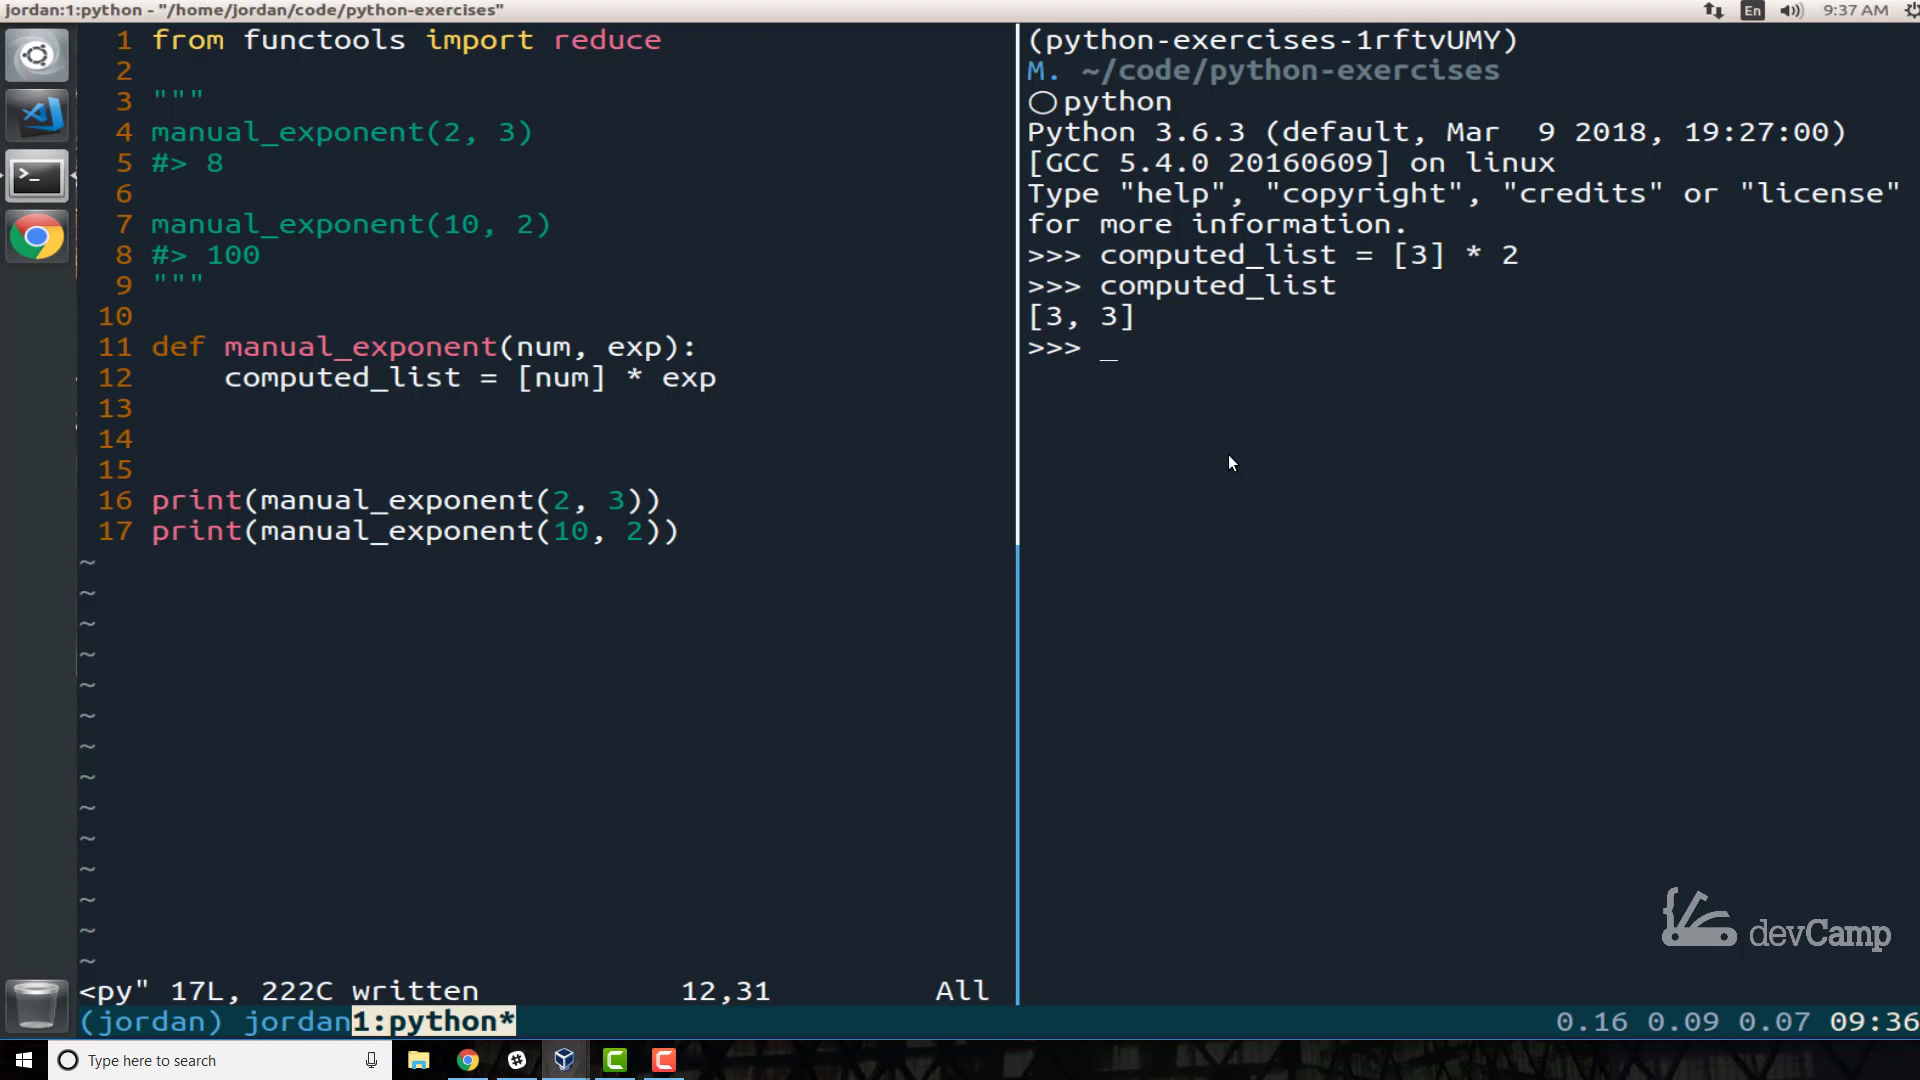 jordan:1:python - "/home/jordan/code/python-exercises"
En
9:37 AM
1 from functools import reduce
2
3 """
4 manual_exponent(2, 3)
5 #> 8
6
7 manual_exponent(10, 2)
8 #> 100
9 """
10
11 def manual_exponent(num, exp):
12     computed_list = [num] * exp
13
14
15
16 print(manual_exponent(2, 3))
17 print(manual_exponent(10, 2))
~
~
~
~
~
~
~
~
~
~
~
~
~
~
<py" 17L, 222C written 12,31 All
(python-exercises-1rftvUMY)
M. ~/code/python-exercises
python
Python 3.6.3 (default, Mar  9 2018, 19:27:00)
[GCC 5.4.0 20160609] on linux
Type "help", "copyright", "credits" or "license"
for more information.
>>> computed_list = [3] * 2
>>> computed_list
[3, 3]
>>> _
devCamp
(jordan) jordan1:python* 0.16 0.09 0.07 09:36
Type here to search